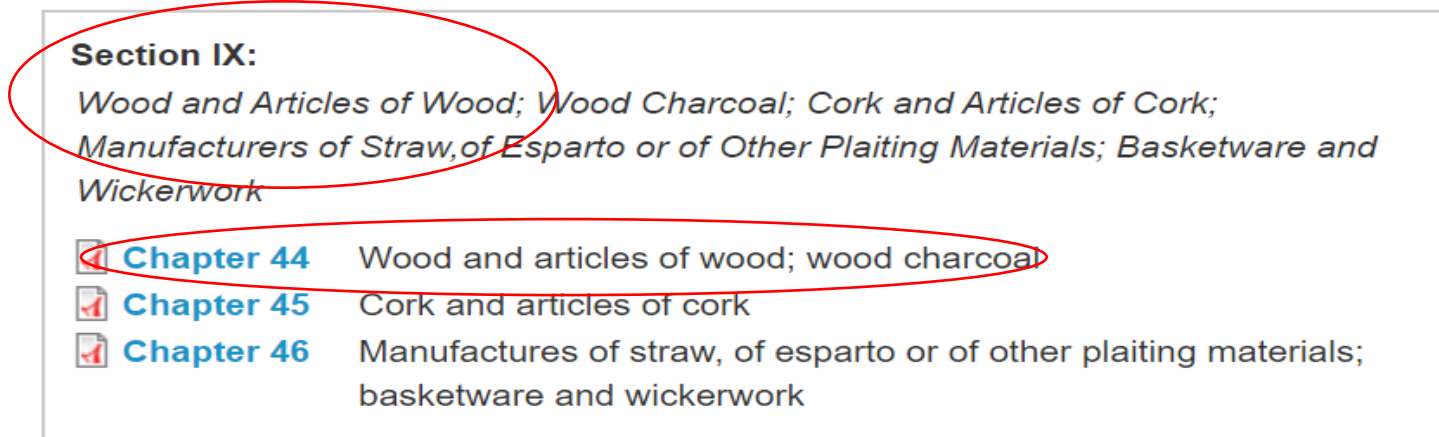 Section IX:
Wood and Articles of Wood; Wood Charcoal; Cork and Articles of Cork;
Manufacturers of Straw,of Esparto or of Other Plaiting Materials; Basketware and
Wickerwork
Chapter 44 Wood and articles of wood; wood charcoal
Chapter 45 Cork and articles of cork
Chapter 46 Manufactures of straw, of esparto or of other plaiting materials;
basketware and wickerwork